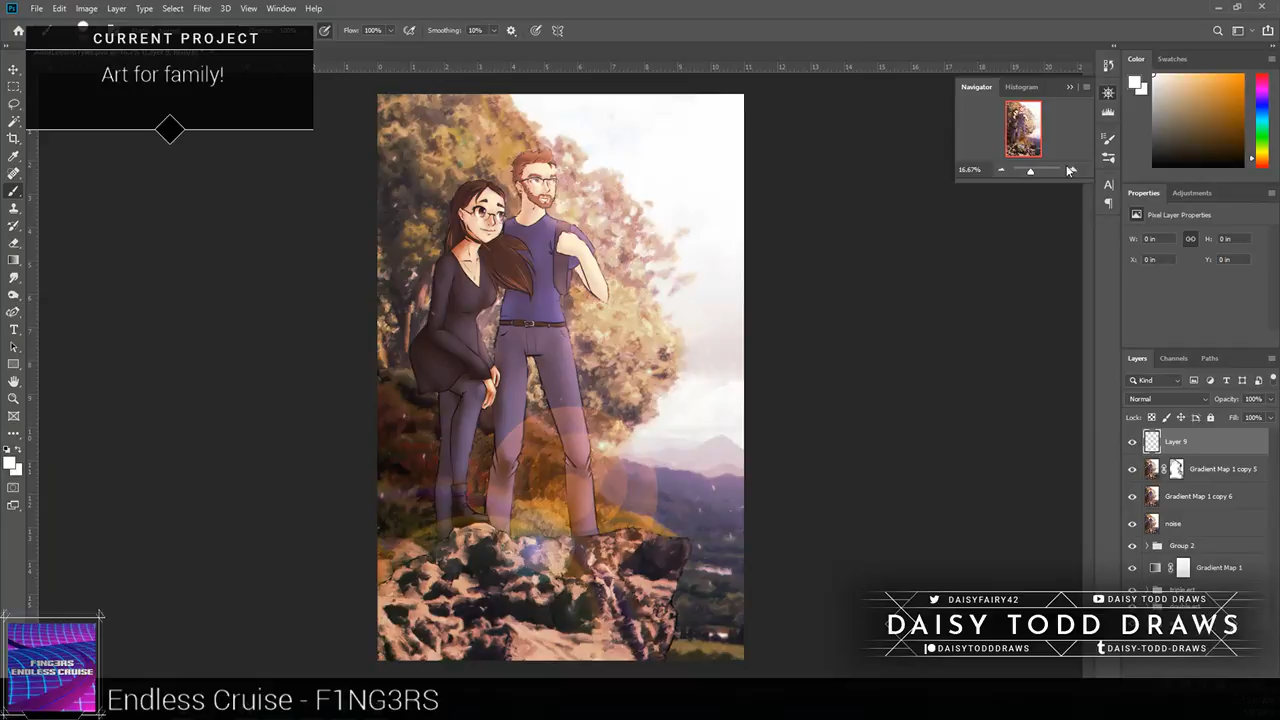 Ps File Edit Image Layer Type Select Filter 3D View Window Help
Flow: 100% Smoothing: 10%
CURRENT PROJECT
Art for family!
Navigator Histogram
16.67%
Color Swatches
Properties Adjustments
Pixel Layer Properties
W: 0 in GO H: 0 in
X: 0 in Y: 0 in
Layers Channels Paths
Kind
Normal Opacity: 100%
Lock: Fill: 100%
Layer 9
Gradient Map 1 copy 5
Gradient Map 1 copy 6
noise
Group 2
Gradient Map 1
DAISYFAIRY42 DAISY TODD DRAWS
DAISY TODD DRAWS
DAISYTODDDRAWS DAISY-TODD-DRAWS
F1NG3RS
ENDLESS CRUISE
Endless Cruise - F1NG3RS